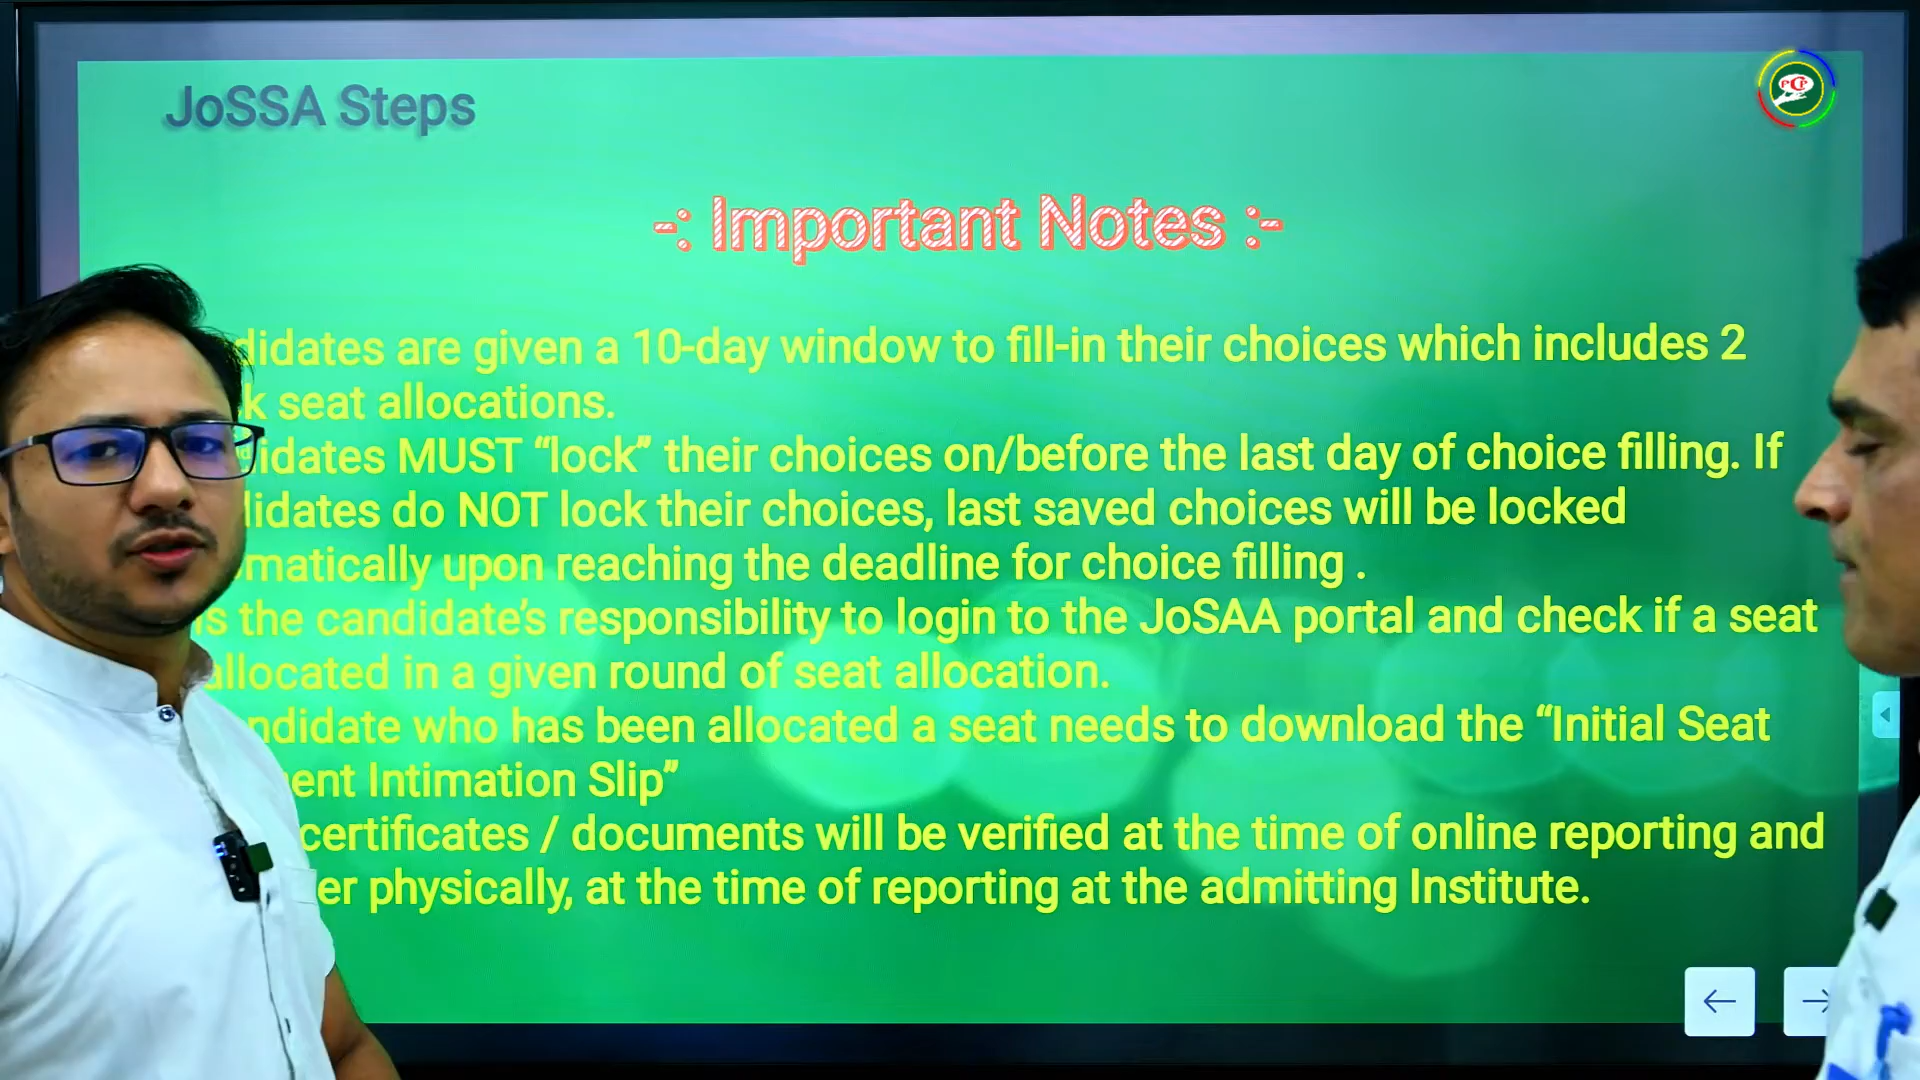 JoSSA Steps
PCP
-: Important Notes :-
didates are given a 10-day window to fill-in their choices which includes 2
k seat allocations.
didates MUST “lock” their choices on/before the last day of choice filling. If
lidates do NOT lock their choices, last saved choices will be locked
matically upon reaching the deadline for choice filling .
is the candidate’s responsibility to login to the JoSAA portal and check if a seat
allocated in a given round of seat allocation.
ndidate who has been allocated a seat needs to download the “Initial Seat
ent Intimation Slip”
certificates / documents will be verified at the time of online reporting and
er physically, at the time of reporting at the admitting Institute.